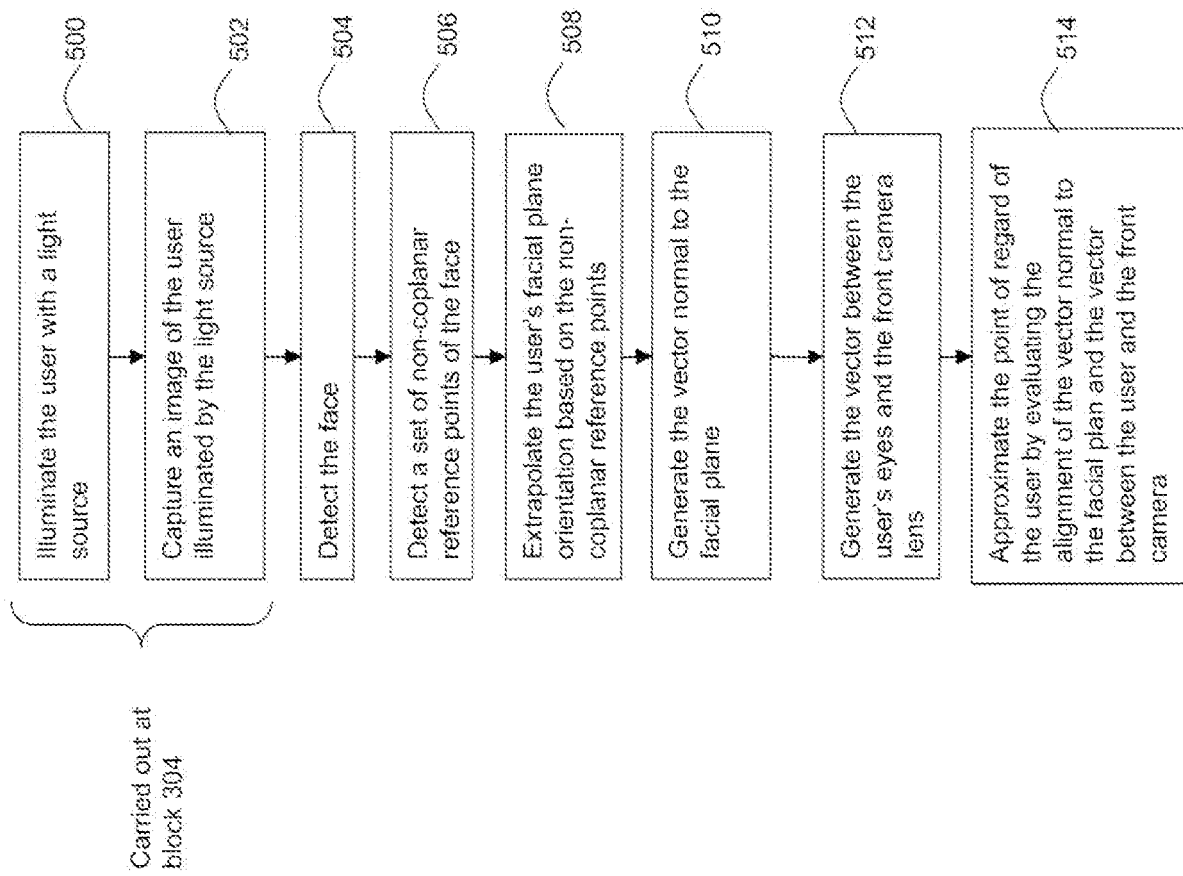 Carried out at
block 304
Illuminate the user with a light
source
500
Capture an image of the user
illuminated by the light source
502
Detect the face
504
Detect a set of non-coplanar
reference points of the face
506
Extrapolate the user's facial plane
orientation based on the non-
coplanar reference points
508
Generate the vector normal to the
facial plane
510
Generate the vector between the
user's eyes and the front camera
lens
512
Approximate the point of regard of
the user by evaluating the
alignment of the vector normal to
the facial plan and the vector
between the user and the front
camera
514